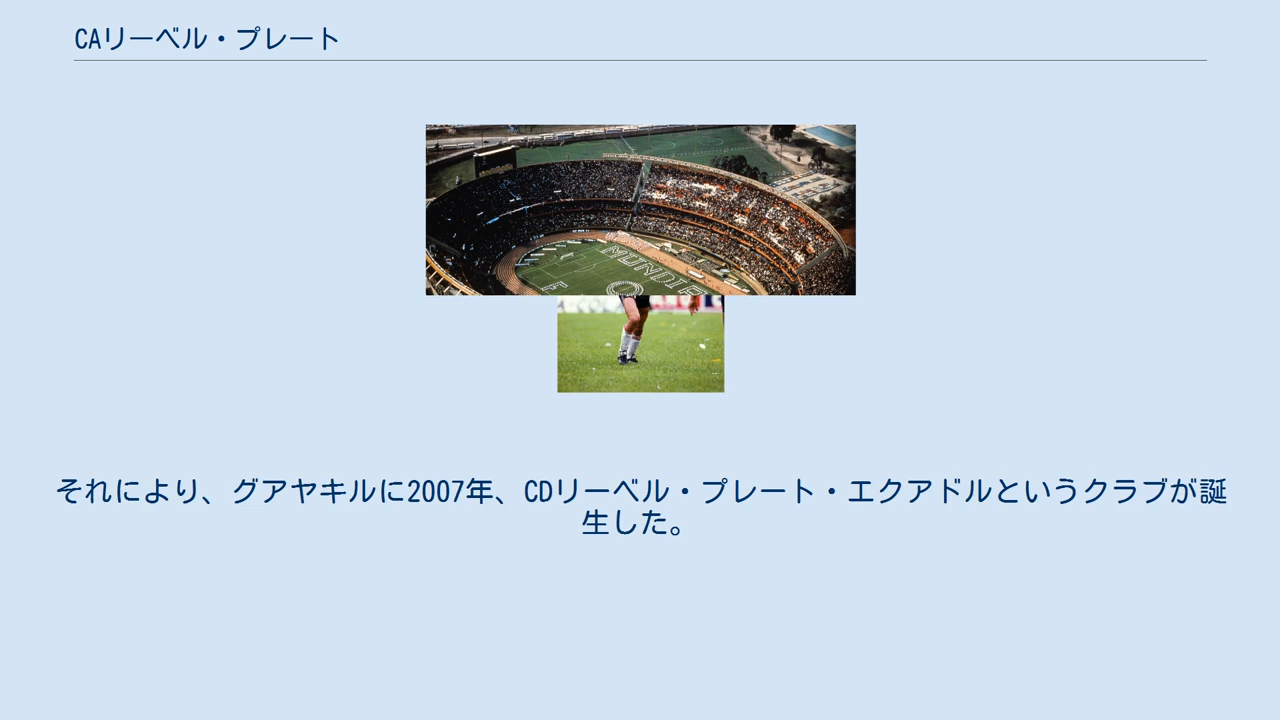 CAリーベル・プレート
MUNDIA
それにより、グアヤキルに2007年、CDリーベル・プレート・エクアドルというクラブが誕
生した。